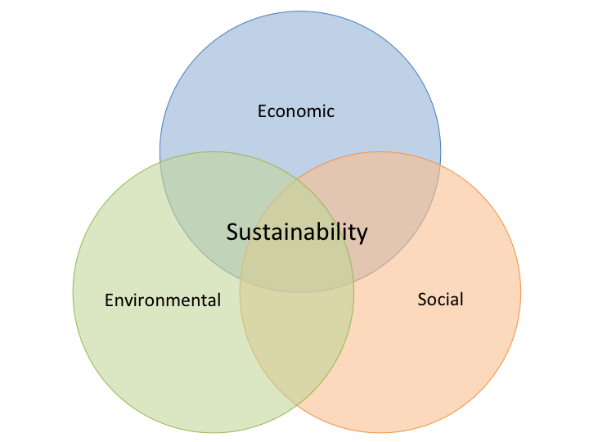 Economic
Sustainability
Environmental
Social